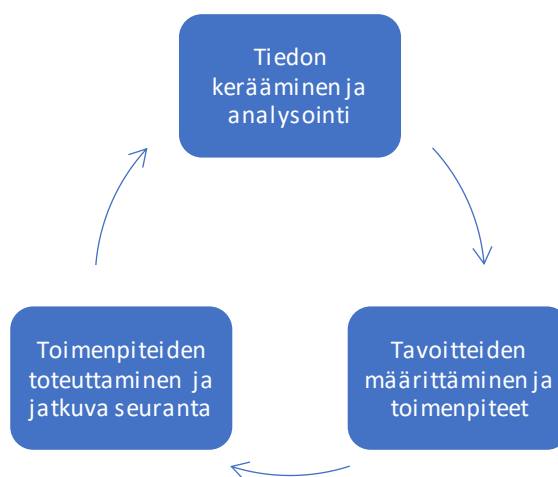 Tiedon
kerääminen ja
analysointi
Tavoitteiden
määrittäminen ja
toimenpiteet
Toimenpiteiden
toteuttaminen ja
jatkuva seuranta